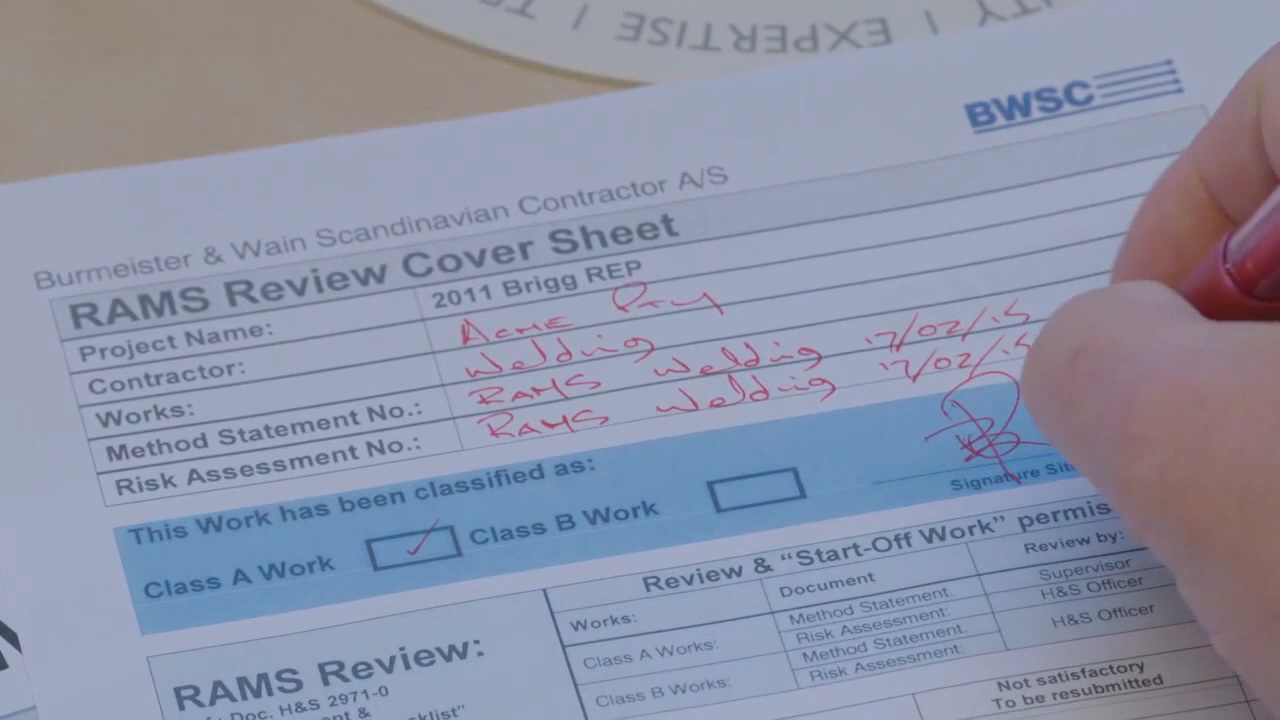 EXPERTISE
BWSC
Burmeister & Wain Scandinavian Contractor A/S
RAMS Review Cover Sheet
Project Name: 2011 Brigg REP
Contractor: ACME
Works: Welding
Method Statement No.: RAMS Welding 17/02/15
Risk Assessment No.: RAMS Welding 17/02/15
This Work has been classified as:
Class A Work ✓ Class B Work
Signature
Review & “Start-Off Work”
Works: Document Review by:
Class A Works: Method Statement. Supervisor
Risk Assessment: H&S Officer
Class B Works: Method Statement. H&S Officer
Risk Assessment
RAMS Review:
Doc. H&S 2971-0
Not satisfactory
To be resubmitted